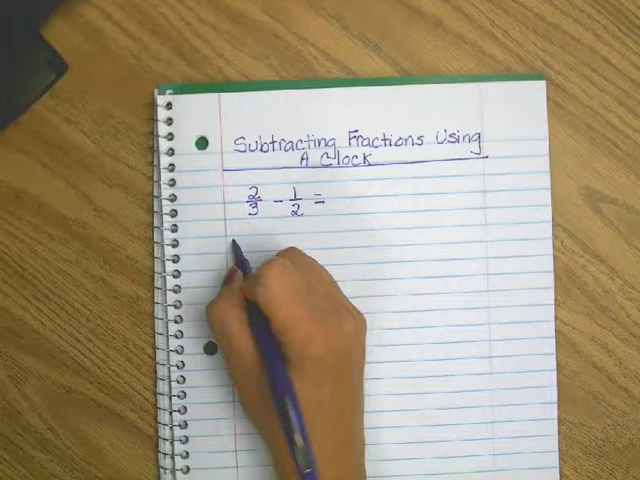 Subtracting Fractions Using
A Clock
2/3 - 1/2 =